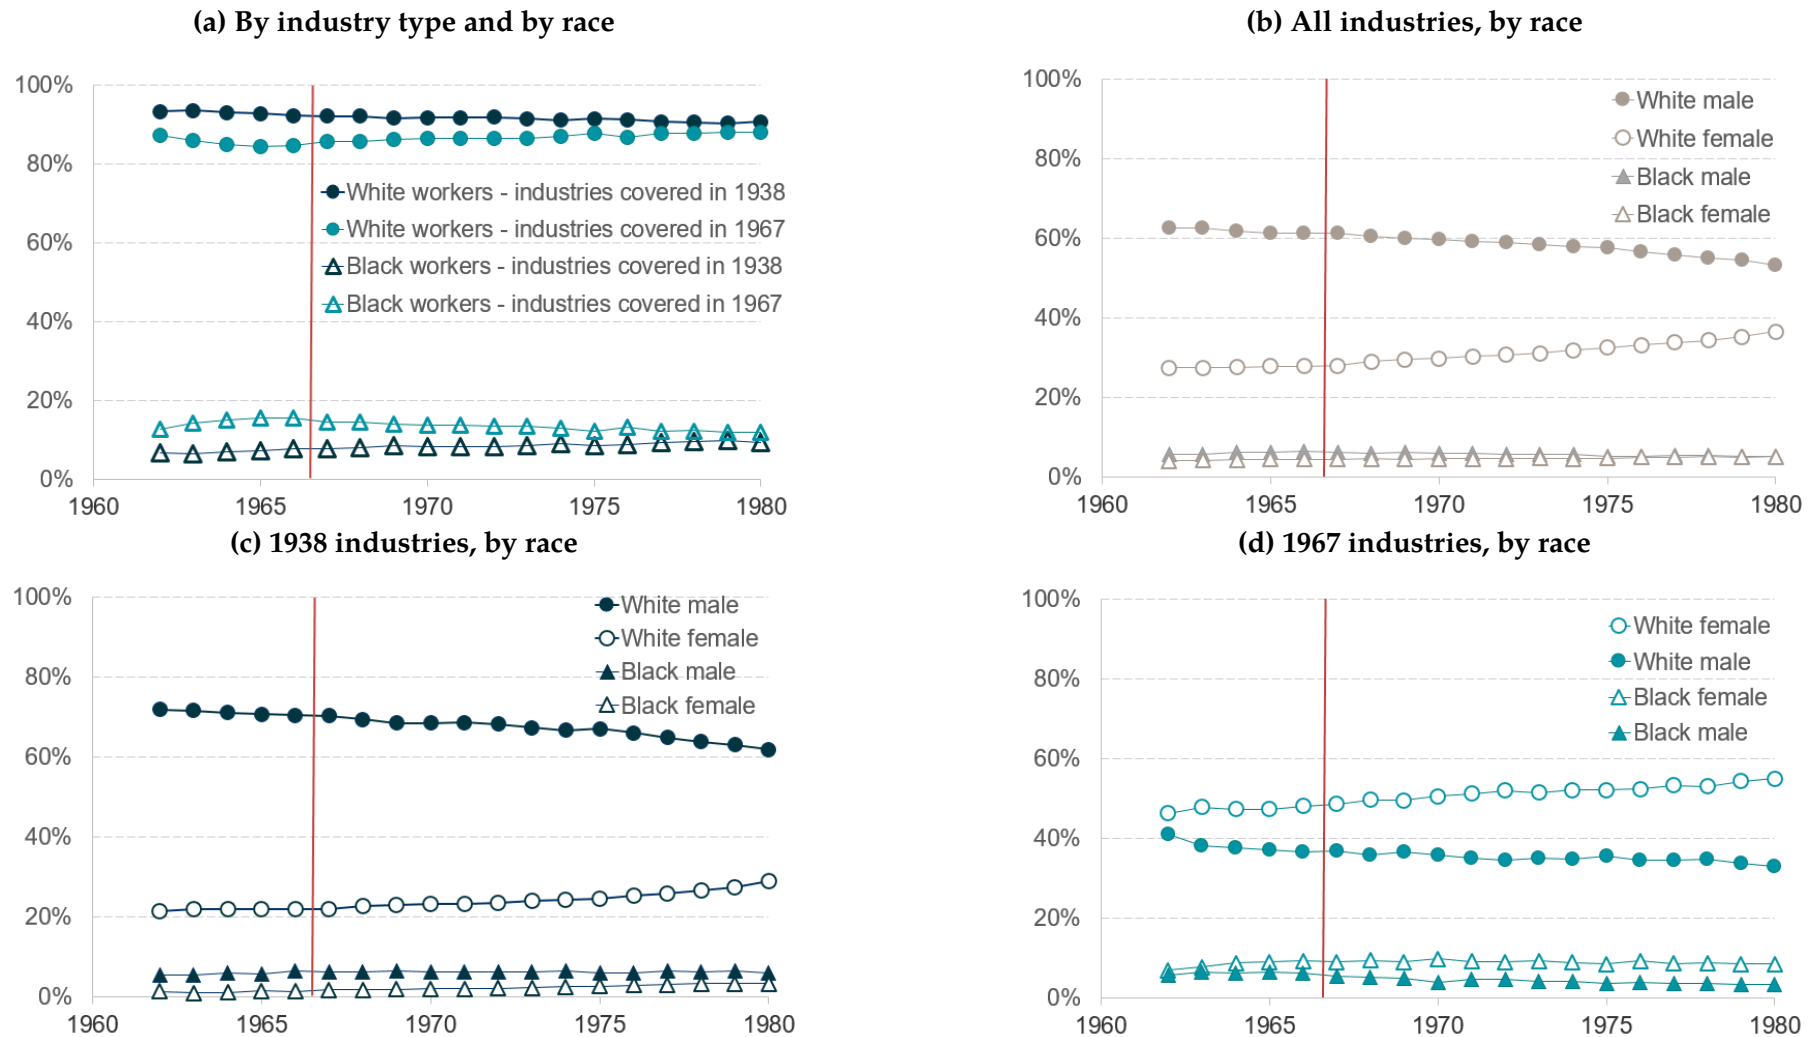 (a) By industry type and by race
100%
80%
60%
40%
20%
0%
1960
1965
1970
1975
1980
White workers - industries covered in 1938
White workers - industries covered in 1967
Black workers - industries covered in 1938
Black workers - industries covered in 1967
(b) All industries, by race
100%
80%
60%
40%
20%
0%
1960
1965
1970
1975
1980
White male
White female
Black male
Black female
(c) 1938 industries, by race
100%
80%
60%
40%
20%
0%
1960
1965
1970
1975
1980
White male
White female
Black male
Black female
(d) 1967 industries, by race
100%
80%
60%
40%
20%
0%
1960
1965
1970
1975
1980
White female
White male
Black female
Black male